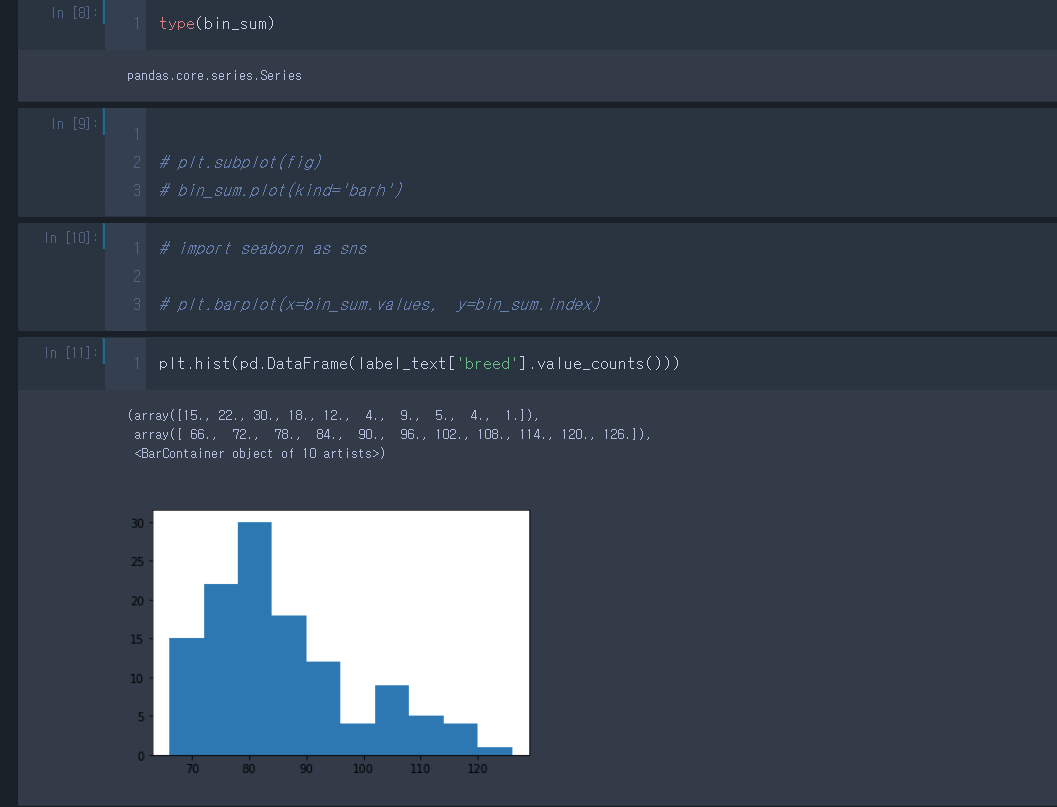 In [8]:
1 type(bin_sum)
pandas.core.series.Series
In [9]:
1
2 # plt.subplot(fig)
3 # bin_sum.plot(kind='barh')
In [10]:
1 # import seaborn as sns
2
3 # plt.barplot(x=bin_sum.values,  y=bin_sum.index)
In [11]:
1 plt.hist(pd.DataFrame(label_text['breed'].value_counts()))
(array([15., 22., 30., 18., 12.,  4.,  9.,  5.,  4.,  1.]),
 array([ 66.,  72.,  78.,  84.,  90.,  96., 102., 108., 114., 120., 126.]),
 <BarContainer object of 10 artists>)
30
25
20
15
10
5
0
70 80 90 100 110 120